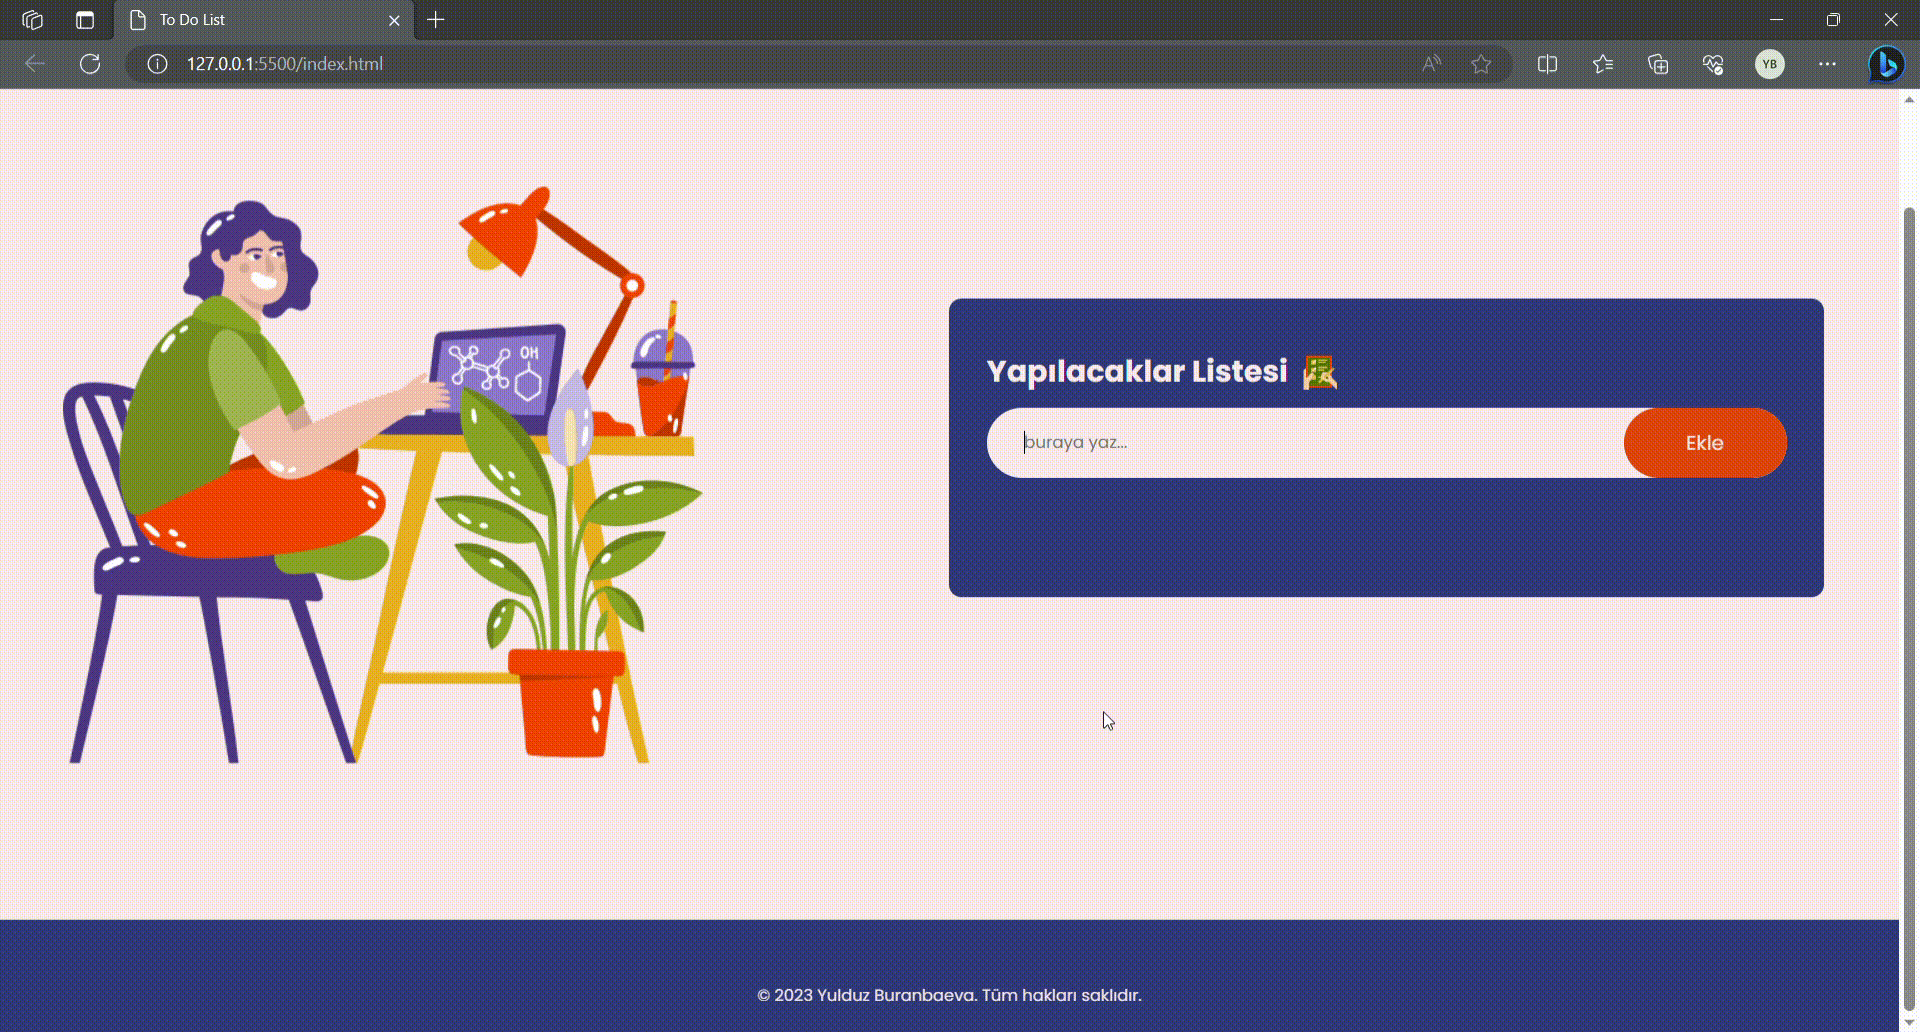 To Do List
127.0.0.1:5500/index.html
YB
OH
Yapılacaklar Listesi
buraya yaz...
Ekle
© 2023 Yulduz Buranbaeva. Tüm hakları saklıdır.